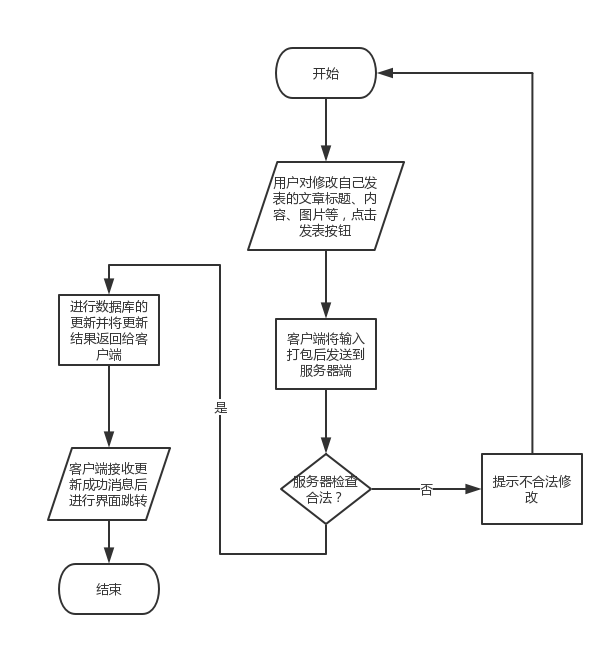 开始
用户对修改自己发
表的文章标题、内
容、图片等，点击
发表按钮
进行数据库的
更新并将更新
结果返回给客
户端
客户端将输入
打包后发送到
服务器端
是
客户端接收更
新成功消息后
进行界面跳转
服务器检查
合法？
否
提示不合法修
改
结束